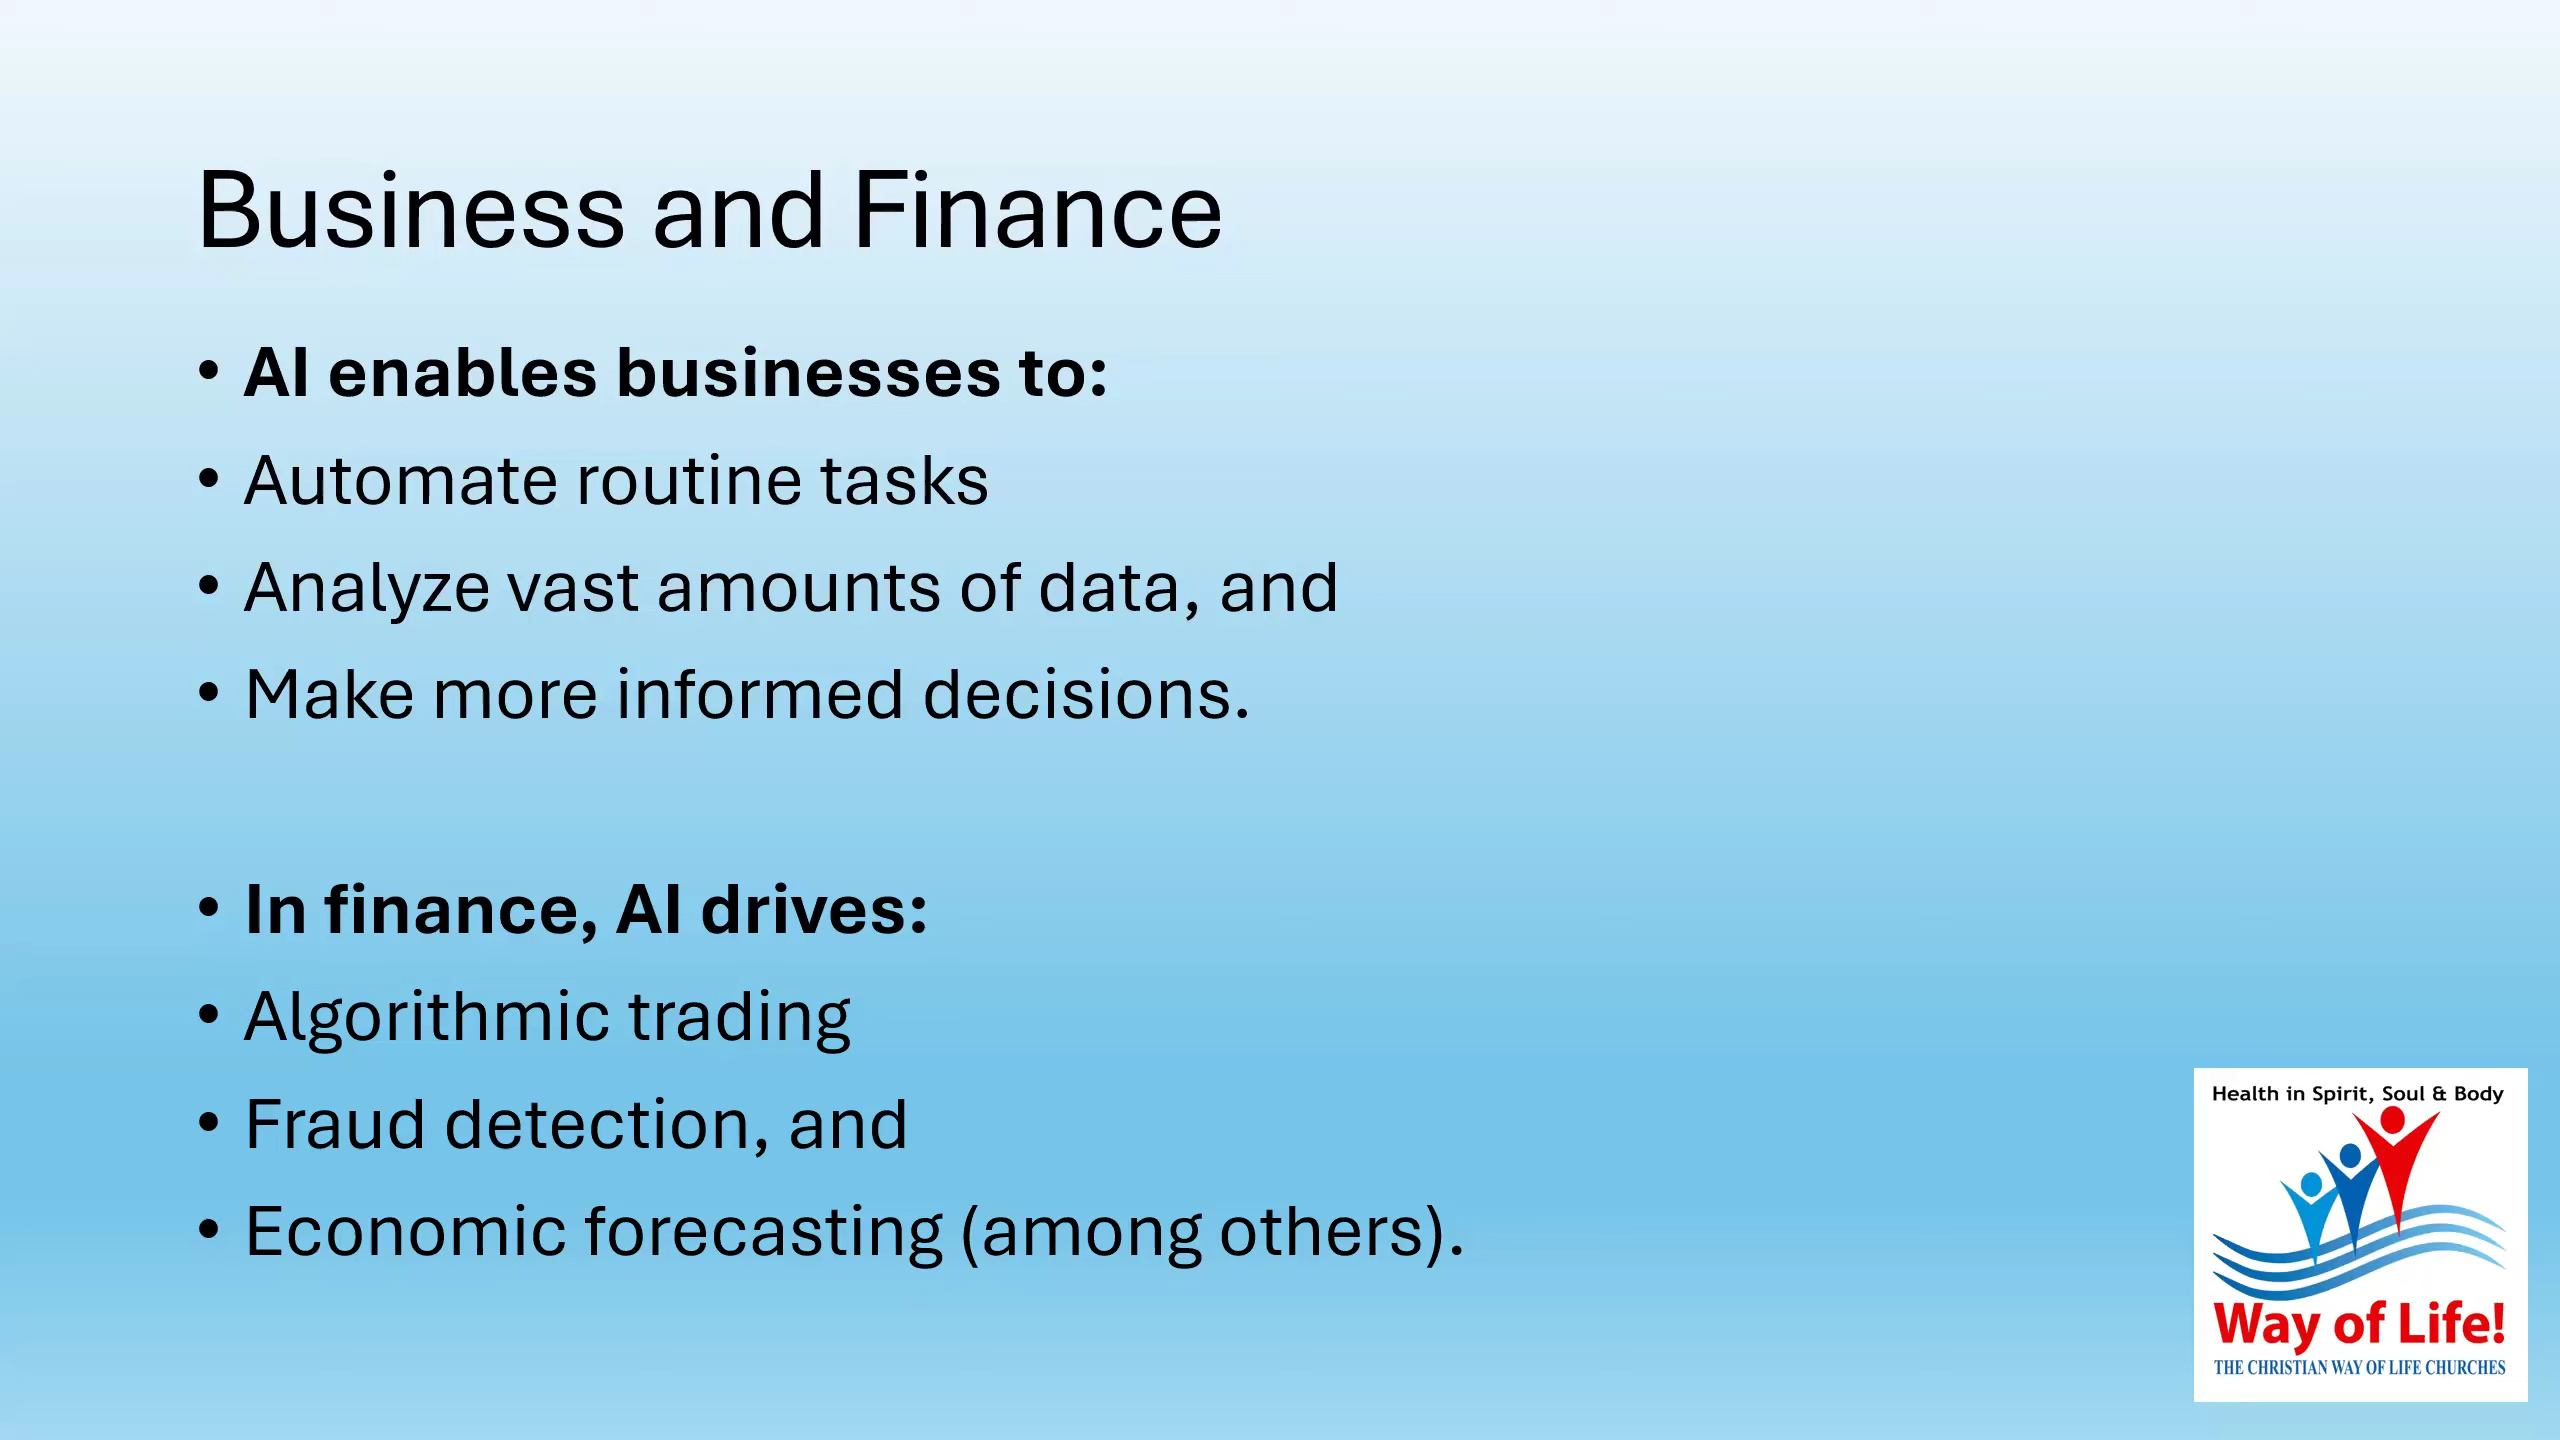 Business and Finance
• AI enables businesses to:
• Automate routine tasks
• Analyze vast amounts of data, and
• Make more informed decisions.
• In finance, AI drives:
• Algorithmic trading
• Fraud detection, and
• Economic forecasting (among others).
Health in Spirit, Soul & Body
Way of Life!
THE CHRISTIAN WAY OF LIFE CHURCHES